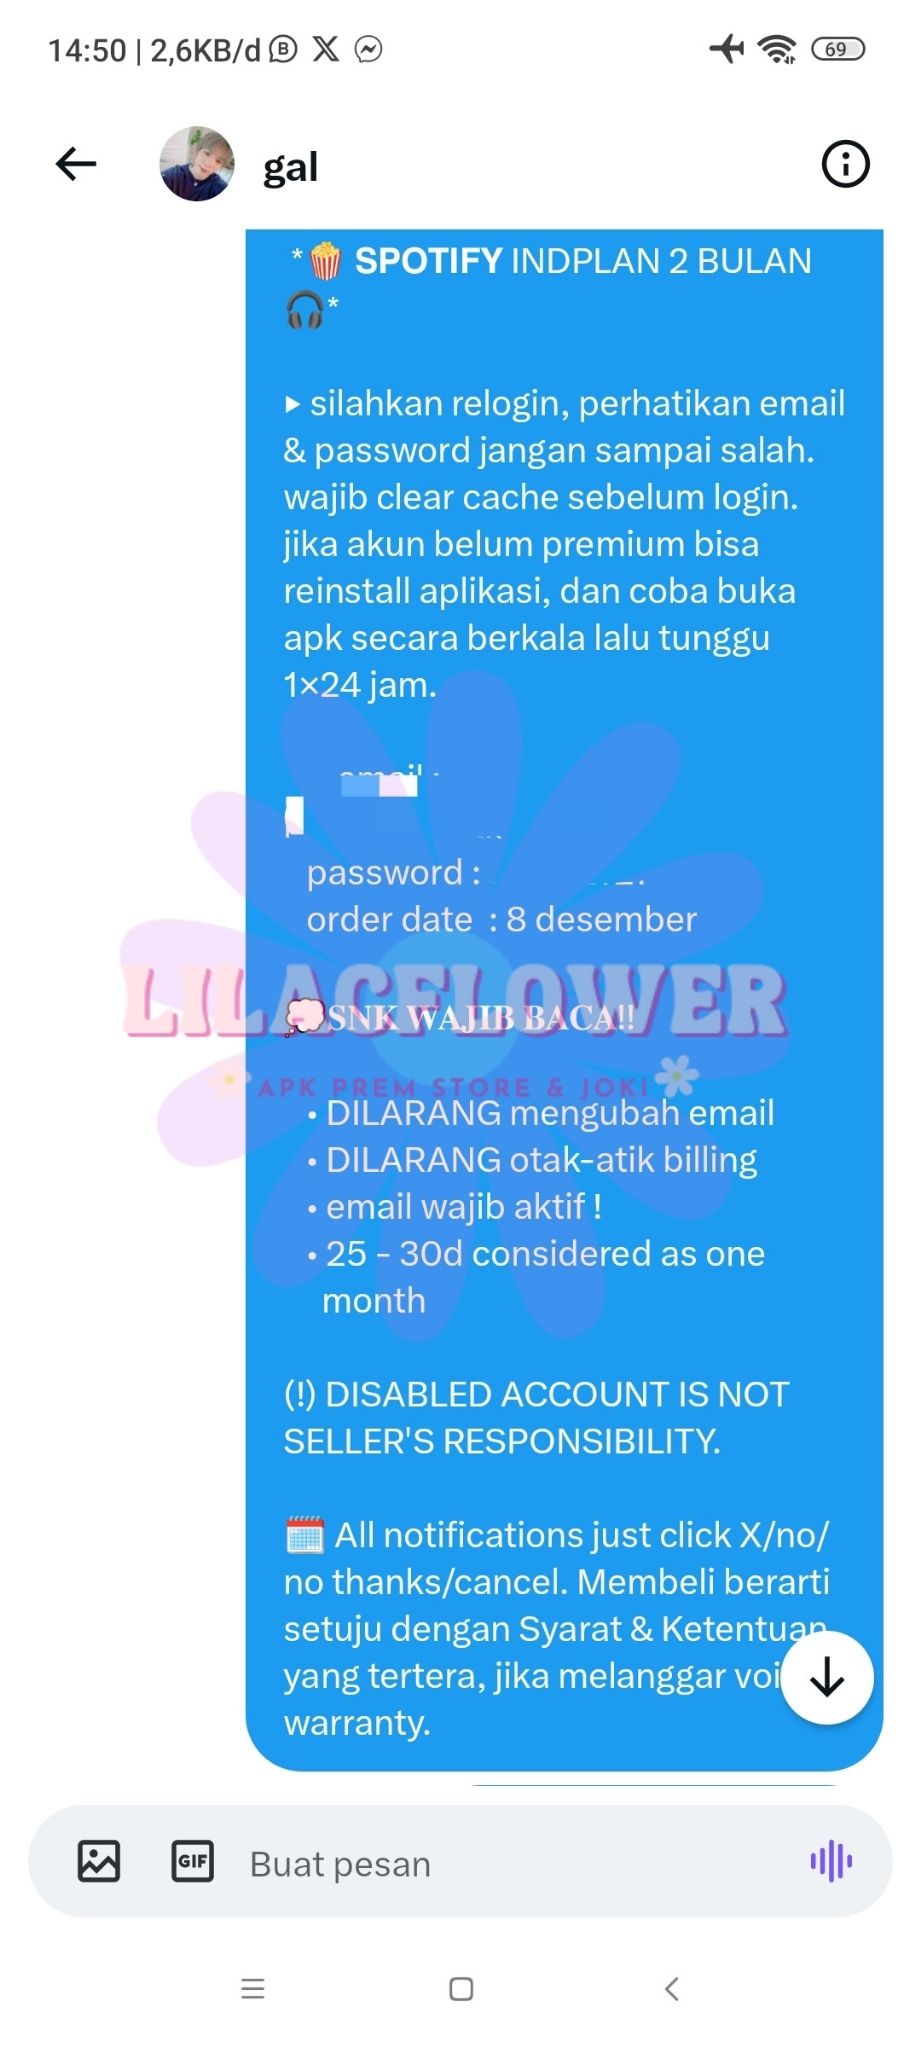 14:50 | 2,6KB/d
69
gal
*🍿 SPOTIFY INDPLAN 2 BULAN
🎧*
▸ silahkan relogin, perhatikan email
& password jangan sampai salah.
wajib clear cache sebelum login.
jika akun belum premium bisa
reinstall aplikasi, dan coba buka
apk secara berkala lalu tunggu
1×24 jam.
email :
password :
order date : 8 desember
LILACFLOWER
💭SNK WAJIB BACA!!
APK PREM STORE & JOKI
• DILARANG mengubah email
• DILARANG otak-atik billing
• email wajib aktif !
• 25 - 30d considered as one
month
(!) DISABLED ACCOUNT IS NOT
SELLER'S RESPONSIBILITY.
🗓️ All notifications just click X/no/
no thanks/cancel. Membeli berarti
setuju dengan Syarat & Ketentuan
yang tertera, jika melanggar voi
warranty.
GIF
Buat pesan